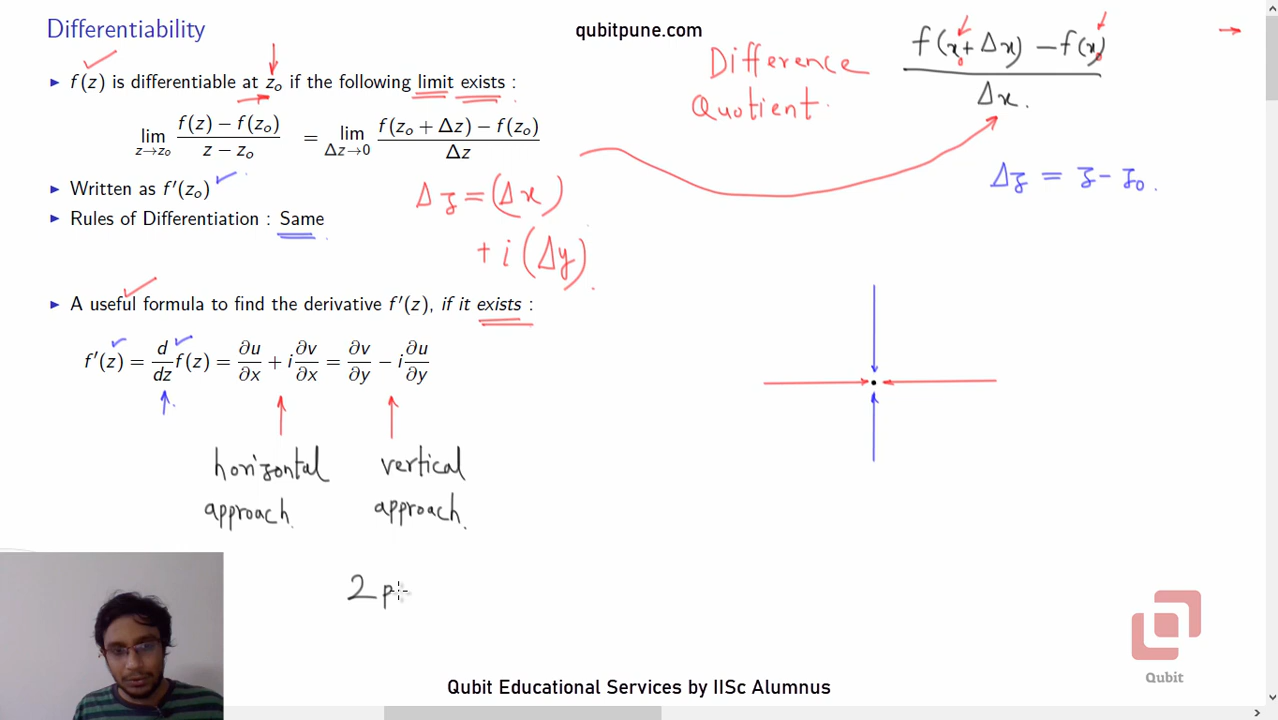 Differentiability
qubitpune.com
f(x+Δx) – f(x)
Δx.
Difference
Quotient.
f(z) is differentiable at z₀ if the following limit exists :
lim z→z₀ f(z) − f(z₀) / z − z₀ = lim Δz→0 f(z₀ + Δz) − f(z₀) / Δz
Δz = z – z₀.
Written as f′(z₀)
Δz = (Δx)
+ i (Δy).
Rules of Differentiation : Same
A useful formula to find the derivative f′(z), if it exists :
f′(z) = d/dz f(z) = ∂u/∂x + i ∂v/∂x = ∂v/∂y − i ∂u/∂y
horizontal
approach.
vertical
approach.
2 p
Qubit
Qubit Educational Services by IISc Alumnus